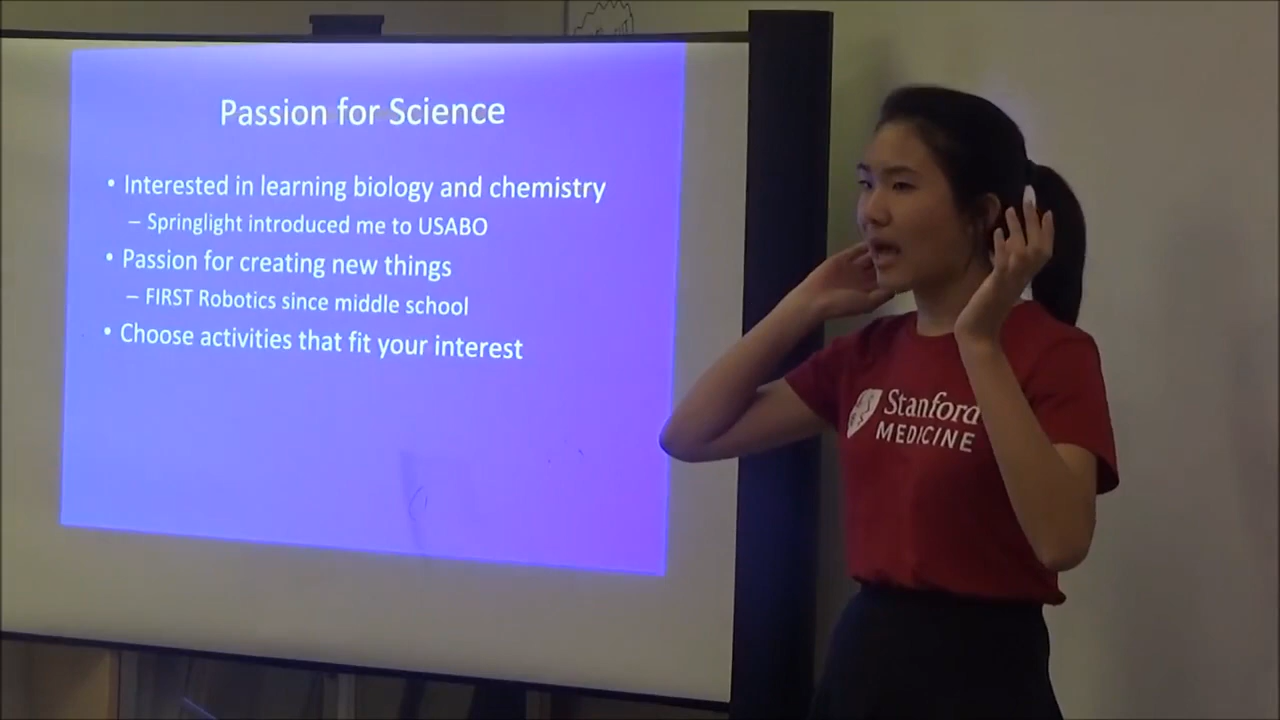 Passion for Science
• Interested in learning biology and chemistry
– Springlight introduced me to USABO
• Passion for creating new things
– FIRST Robotics since middle school
• Choose activities that fit your interest
Stanford
MEDICINE